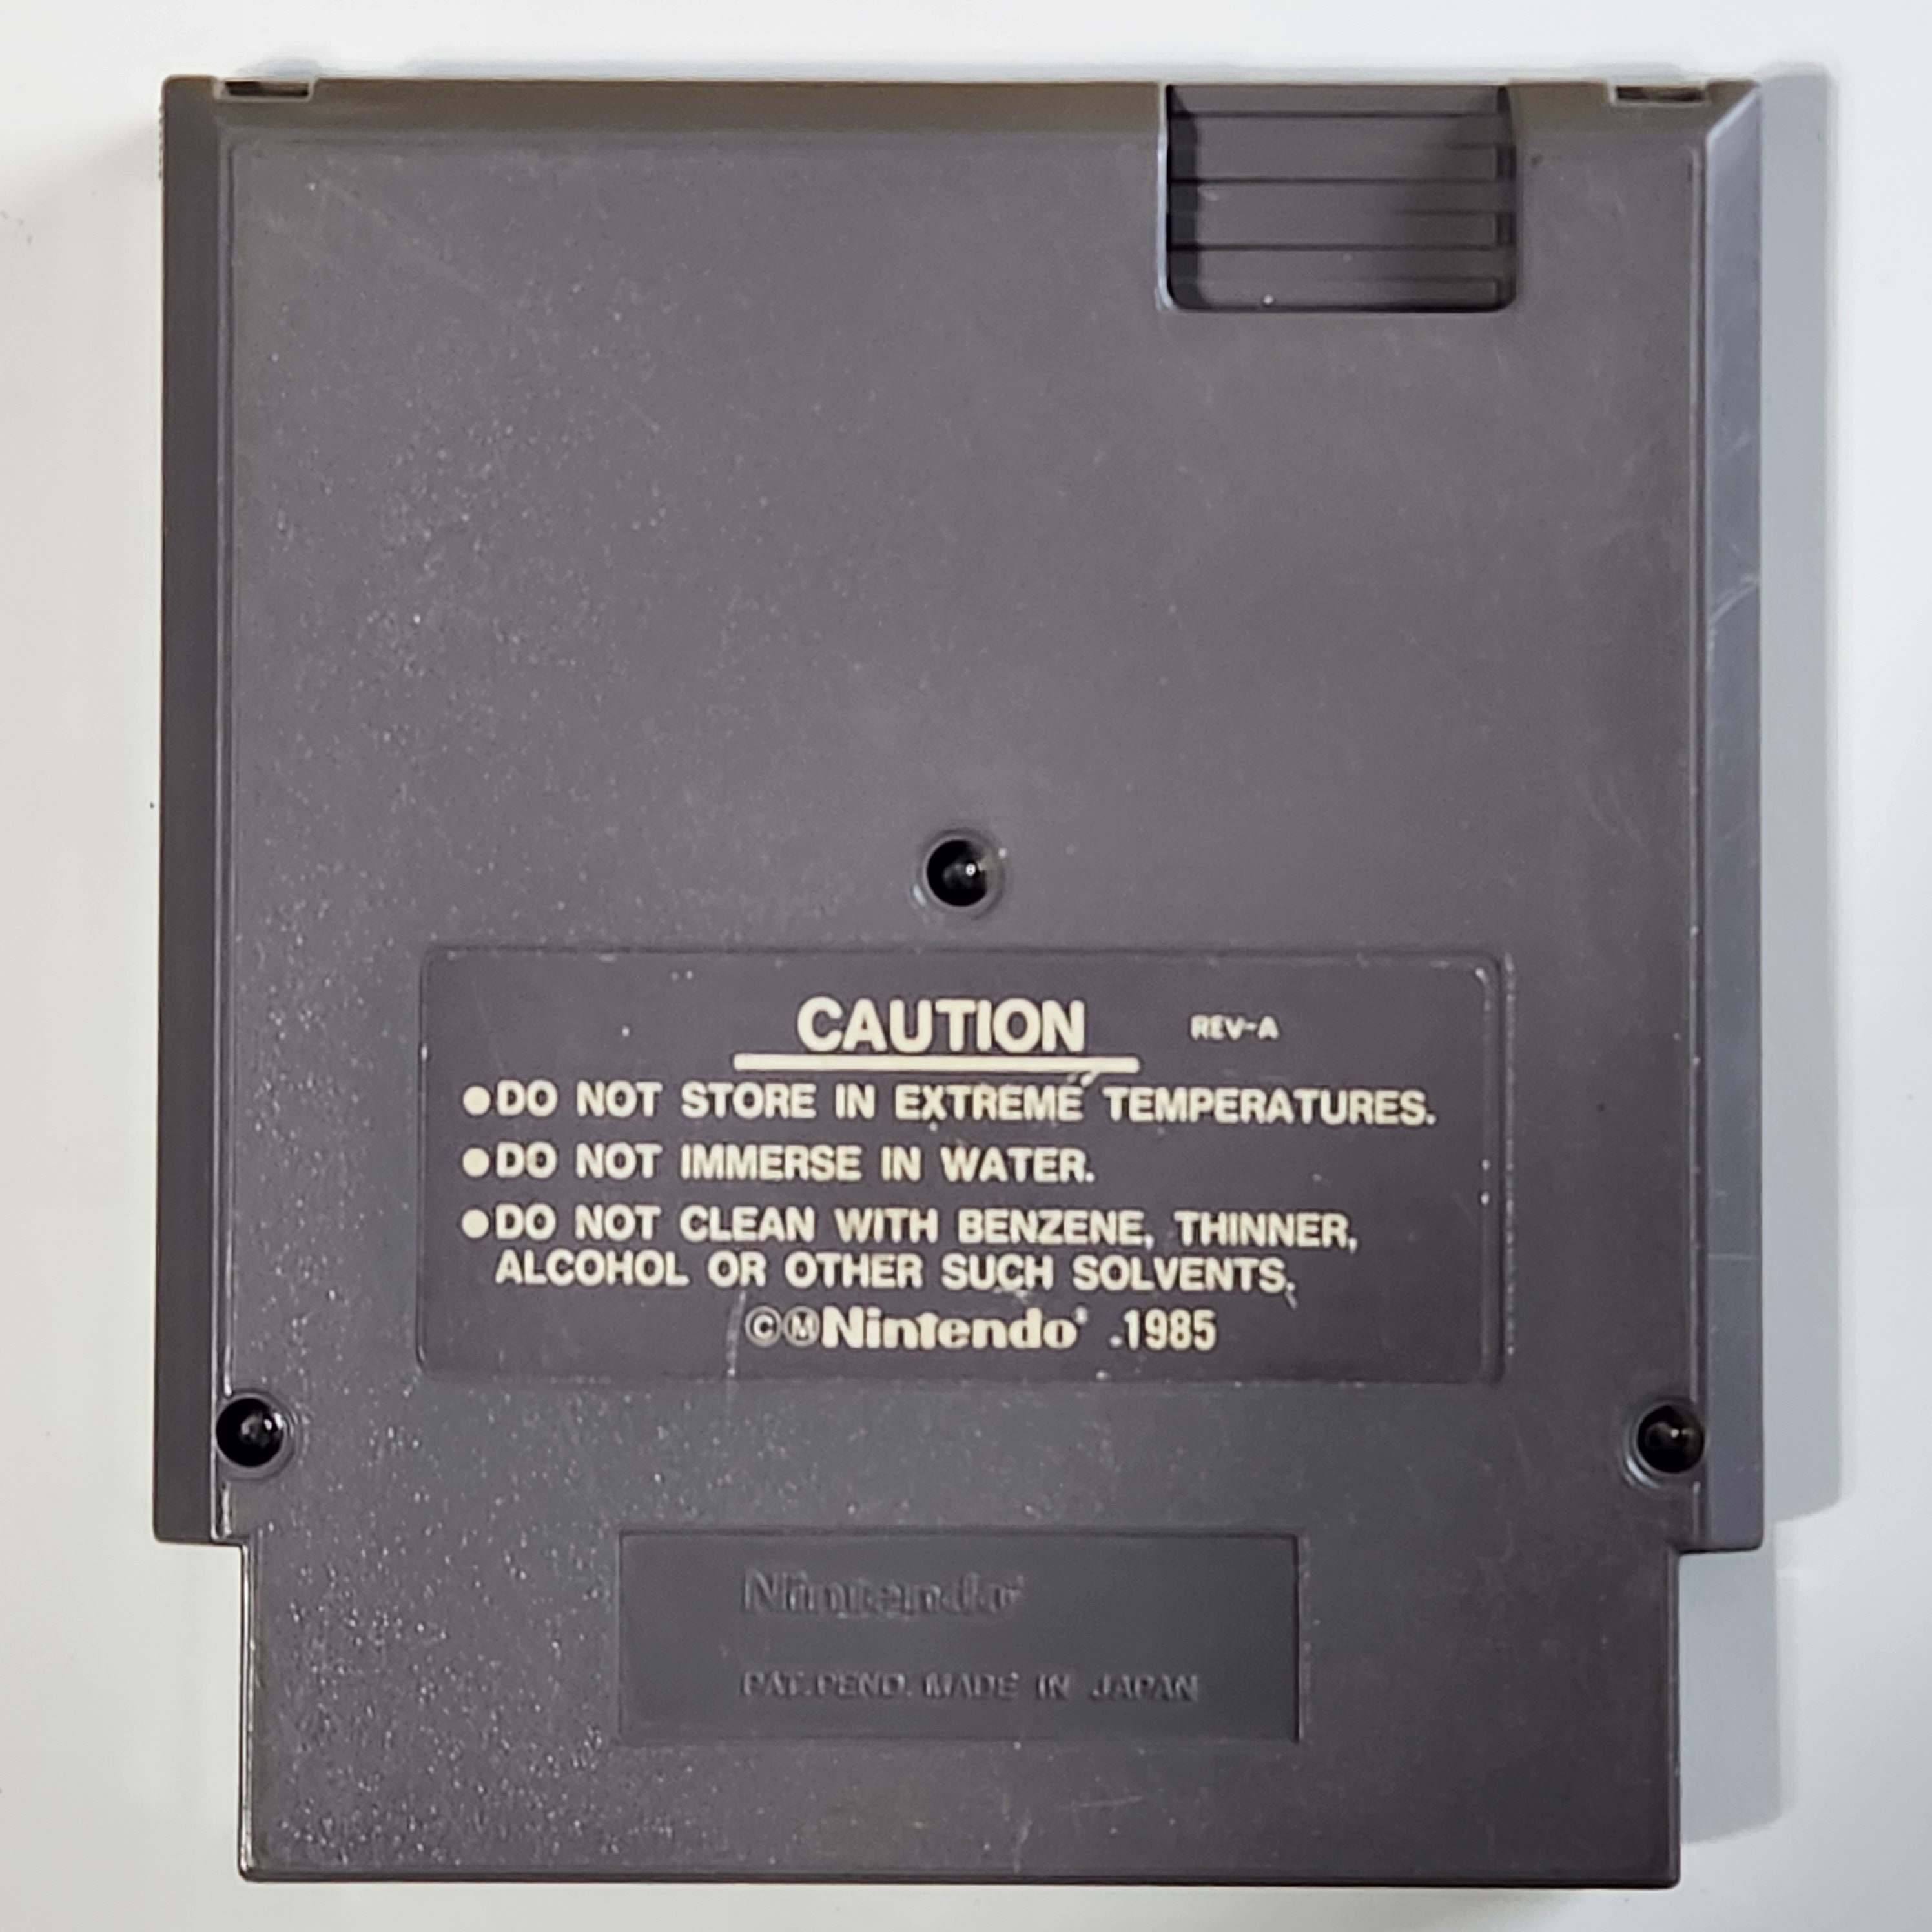 CAUTION REV-A
●DO NOT STORE IN EXTREME TEMPERATURES.
●DO NOT IMMERSE IN WATER.
●DO NOT CLEAN WITH BENZENE, THINNER,
ALCOHOL OR OTHER SUCH SOLVENTS.
©ⓂNintendo® .1985
Nintendo®
PAT.PEND. MADE IN JAPAN